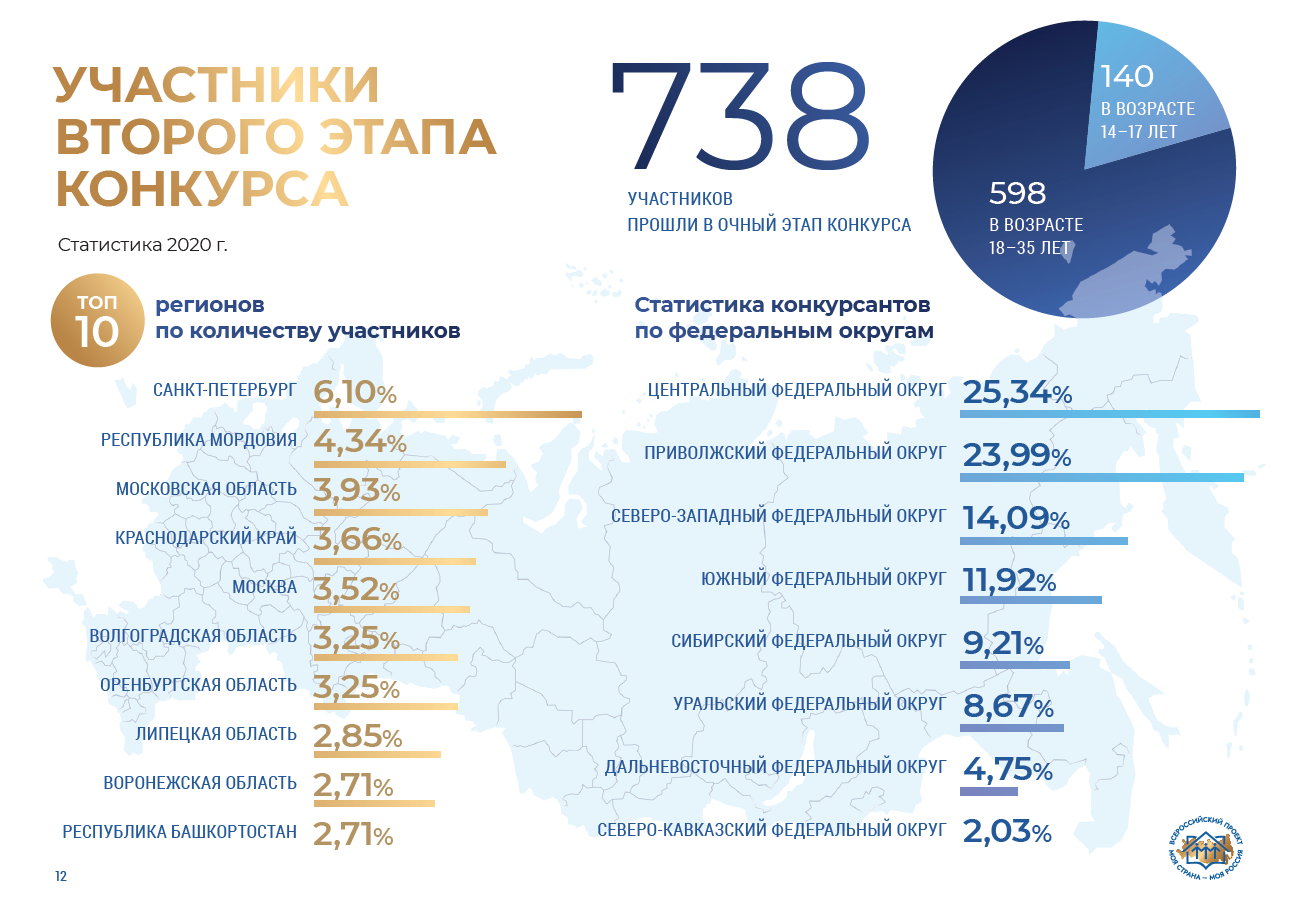 УЧАСТНИКИ
ВТОРОГО ЭТАПА
КОНКУРСА
Статистика 2020 г.
738
УЧАСТНИКОВ
ПРОШЛИ В ОЧНЫЙ ЭТАП КОНКУРСА
140
В ВОЗРАСТЕ
14–17 ЛЕТ
598
В ВОЗРАСТЕ
18–35 ЛЕТ
ТОП
10
регионов
по количеству участников
САНКТ-ПЕТЕРБУРГ 6,10%
РЕСПУБЛИКА МОРДОВИЯ 4,34%
МОСКОВСКАЯ ОБЛАСТЬ 3,93%
КРАСНОДАРСКИЙ КРАЙ 3,66%
МОСКВА 3,52%
ВОЛГОГРАДСКАЯ ОБЛАСТЬ 3,25%
ОРЕНБУРГСКАЯ ОБЛАСТЬ 3,25%
ЛИПЕЦКАЯ ОБЛАСТЬ 2,85%
ВОРОНЕЖСКАЯ ОБЛАСТЬ 2,71%
РЕСПУБЛИКА БАШКОРТОСТАН 2,71%
Статистика конкурсантов
по федеральным округам
ЦЕНТРАЛЬНЫЙ ФЕДЕРАЛЬНЫЙ ОКРУГ 25,34%
ПРИВОЛЖСКИЙ ФЕДЕРАЛЬНЫЙ ОКРУГ 23,99%
СЕВЕРО-ЗАПАДНЫЙ ФЕДЕРАЛЬНЫЙ ОКРУГ 14,09%
ЮЖНЫЙ ФЕДЕРАЛЬНЫЙ ОКРУГ 11,92%
СИБИРСКИЙ ФЕДЕРАЛЬНЫЙ ОКРУГ 9,21%
УРАЛЬСКИЙ ФЕДЕРАЛЬНЫЙ ОКРУГ 8,67%
ДАЛЬНЕВОСТОЧНЫЙ ФЕДЕРАЛЬНЫЙ ОКРУГ 4,75%
СЕВЕРО-КАВКАЗСКИЙ ФЕДЕРАЛЬНЫЙ ОКРУГ 2,03%
ВСЕРОССИЙСКИЙ ПРОЕКТ
МОЯ СТРАНА – МОЯ РОССИЯ
12